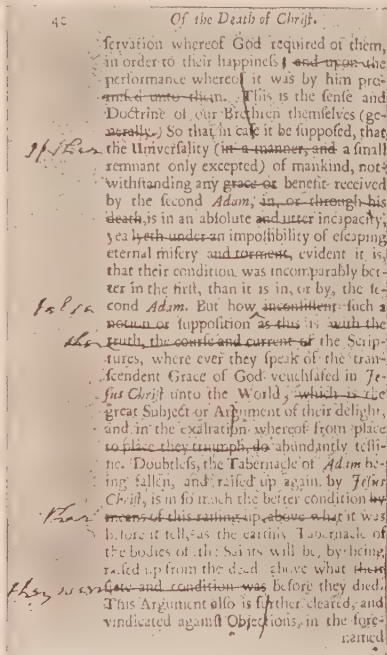 40 Of the Death of Christ.
servation whereof God required of them,
in order to their happiness; and upon the
performance whereof it was by him pro-
mised unto them. This is the sense and
Doctrine of our Brethren themselves (ge-
nerally.) So that in case it be supposed, that
If then the Universality (in a manner, and a small
remnant only excepted) of mankind, not-
withstanding any grace or benefit received
by the second Adam, in, or through his
death, is in an absolute and utter incapacity,
yea lyeth under an impossibility of escaping
eternal misery and torment, evident it is,
that their condition was incomparably bet-
ter in the first, than it is in, or by, the se-
cond Adam. But how inconsistent such a
false notion or supposition as this is with the
the truth, the course and current of the Scrip-
tures, where ever they speak of the tran-
scendent Grace of God vouchsafed in Je-
sus Christ unto the World, which is the
great Subject or Argument of their delight,
and in the exaltation whereof from place
to place they triumph, do abundantly testi-
fie. Doubtless, the Tabernacle of Adam be-
ing fallen, and raised up again by Jesus
Christ, is in so much the better condition by
than means of this raising up, above what it was
before it fell, as the earthly Tabernacle of
the bodies of the Saints will be, by being
raised up from the dead above what their
they were state and condition was before they died.
This Argument also is further cleared, and
vindicated against Objections, in the fore-
named